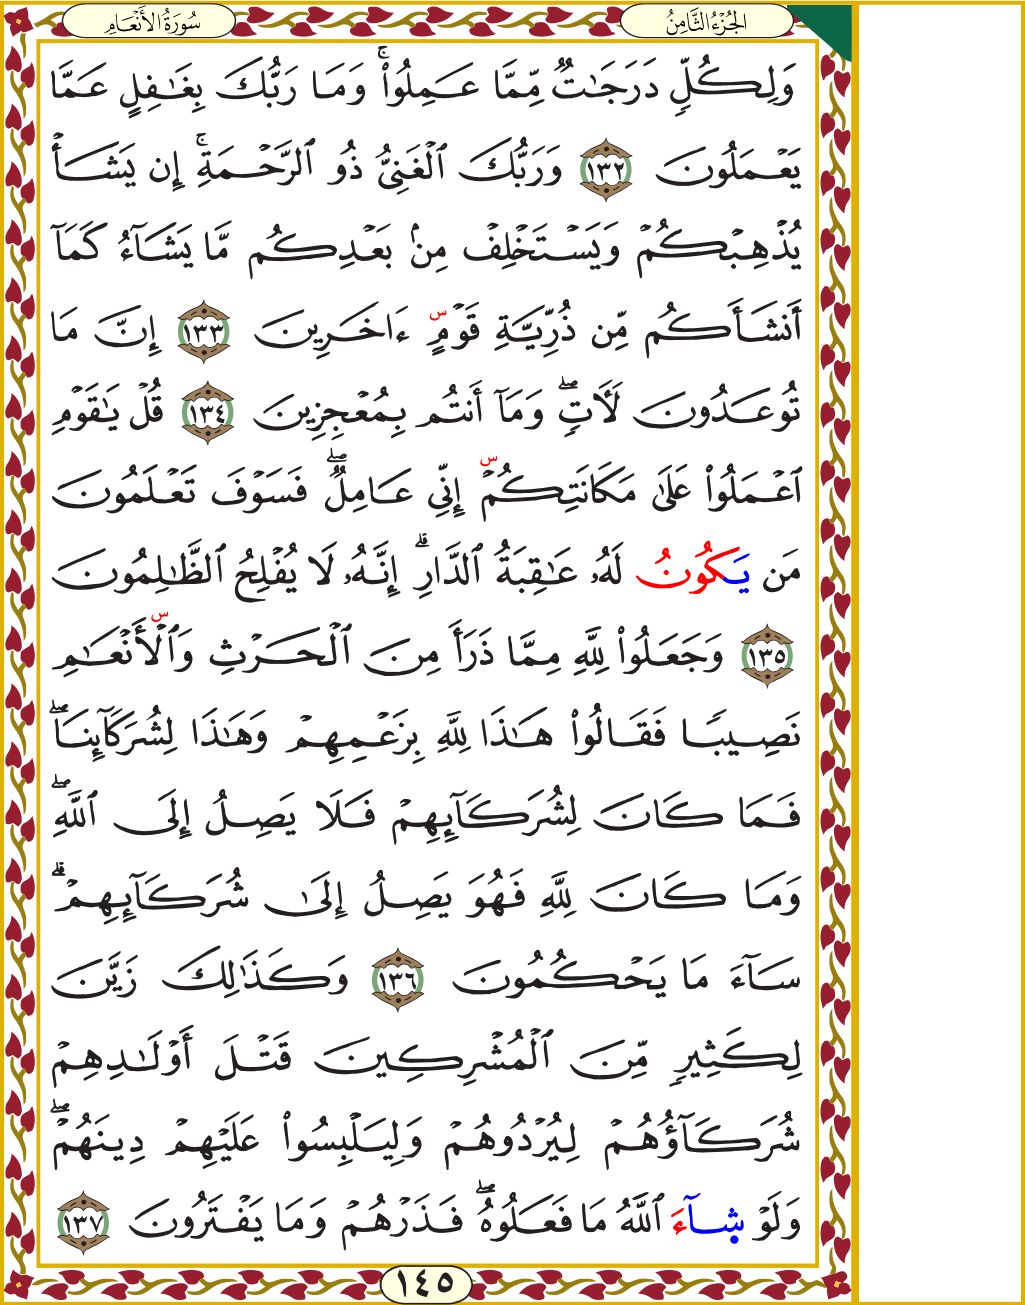 سُورَةُ الْأَنْعَامِ
الجُزْءُ الثَّامِنُ
وَلِكُلٍّ دَرَجَٰتٌ مِّمَّا عَمِلُوا۟ۚ وَمَا رَبُّكَ بِغَٰفِلٍ عَمَّا
يَعْمَلُونَ ١٣٢ وَرَبُّكَ ٱلْغَنِىُّ ذُو ٱلرَّحْمَةِۚ إِن يَشَأْ
يُذْهِبْكُمْ وَيَسْتَخْلِفْ مِنۢ بَعْدِكُم مَّا يَشَآءُ كَمَآ
أَنشَأَكُم مِّن ذُرِّيَّةِ قَوْمٍ س ءَاخَرِينَ ١٣٣ إِنَّ مَا
تُوعَدُونَ لَءَاتٍۖ وَمَآ أَنتُم بِمُعْجِزِينَ ١٣٤ قُلْ يَٰقَوْمِ
ٱعْمَلُوا۟ عَلَىٰ مَكَانَتِكُمْ س إِنِّى عَامِلٌۖ فَسَوْفَ تَعْلَمُونَ
مَن يَكُونُ لَهُۥ عَٰقِبَةُ ٱلدَّارِۗ إِنَّهُۥ لَا يُفْلِحُ ٱلظَّٰلِمُونَ
١٣٥ وَجَعَلُوا۟ لِلَّهِ مِمَّا ذَرَأَ مِنَ ٱلْحَرْثِ وَٱلْأَنْعَٰمِ س
نَصِيبًا فَقَالُوا۟ هَٰذَا لِلَّهِ بِزَعْمِهِمْ وَهَٰذَا لِشُرَكَآئِنَاۖ
فَمَا كَانَ لِشُرَكَآئِهِمْ فَلَا يَصِلُ إِلَى ٱللَّهِۖ
وَمَا كَانَ لِلَّهِ فَهُوَ يَصِلُ إِلَىٰ شُرَكَآئِهِمْۗ
سَآءَ مَا يَحْكُمُونَ ١٣٦ وَكَذَٰلِكَ زَيَّنَ
لِكَثِيرٍ مِّنَ ٱلْمُشْرِكِينَ قَتْلَ أَوْلَٰدِهِمْ
شُرَكَآؤُهُمْ لِيُرْدُوهُمْ وَلِيَلْبِسُوا۟ عَلَيْهِمْ دِينَهُمْۖ
وَلَوْ شَآءَ ٱللَّهُ مَا فَعَلُوهُۖ فَذَرْهُمْ وَمَا يَفْتَرُونَ ١٣٧
١٤٥